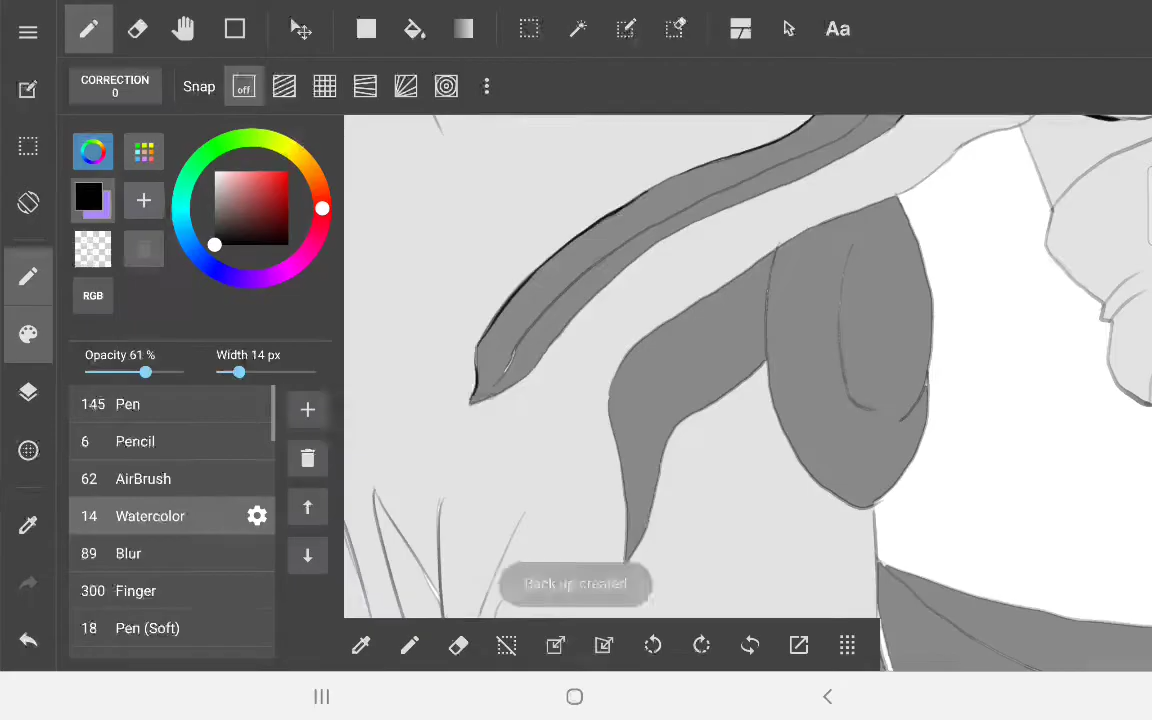 Aa
CORRECTION
0
Snap
off
RGB
Opacity 61 %
Width 14 px
145 Pen
6 Pencil
62 AirBrush
14 Watercolor
89 Blur
300 Finger
18 Pen (Soft)
Back up created